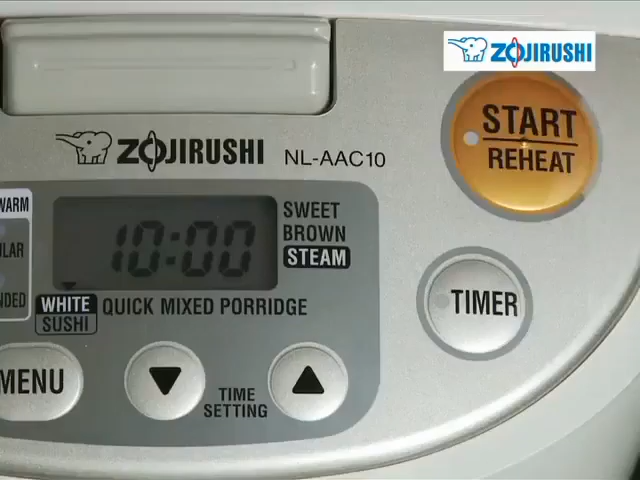 ZOJIRUSHI
START
REHEAT
ZOJIRUSHI NL-AAC10
WARM
10:00
SWEET
BROWN
STEAM
WHITE QUICK MIXED PORRIDGE
SUSHI
TIMER
MENU
TIME
SETTING